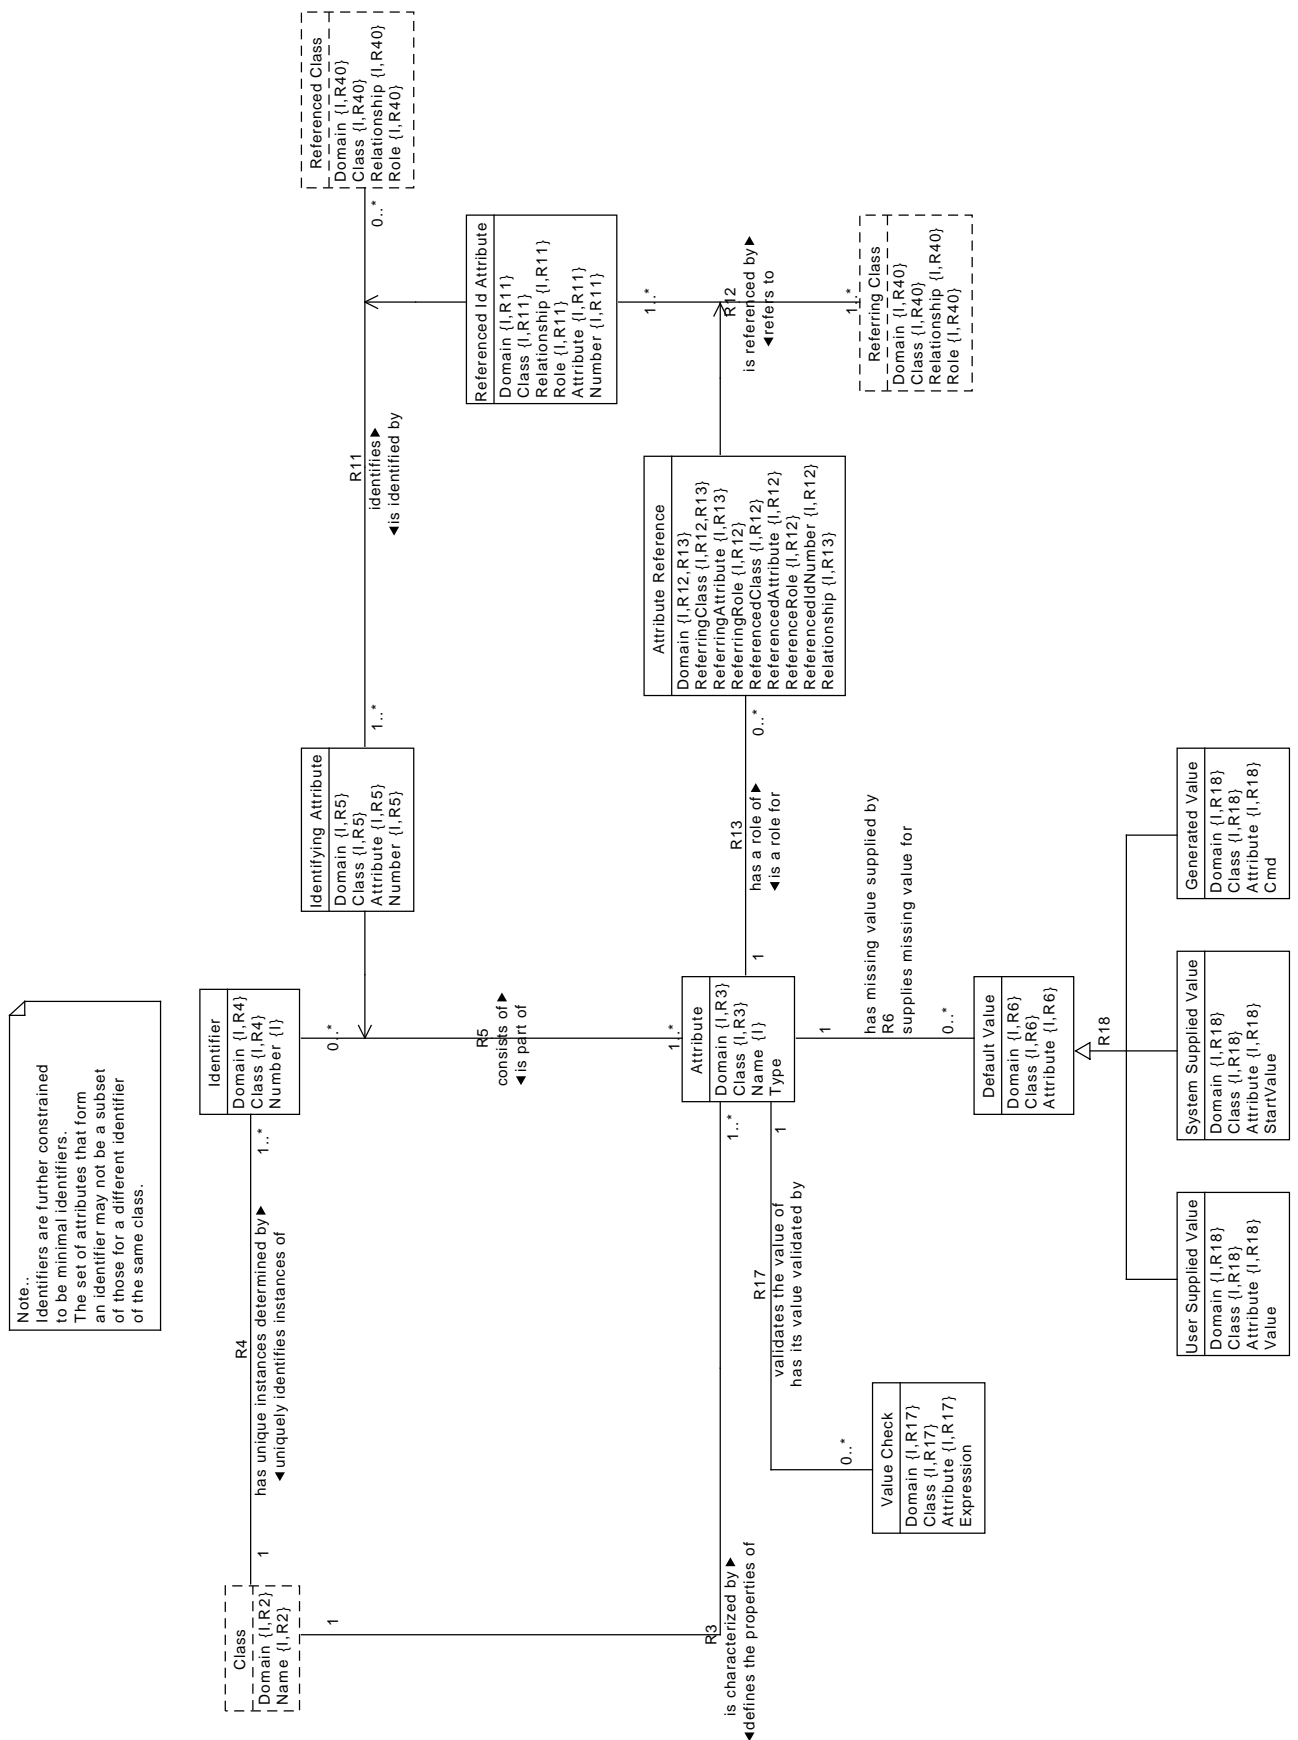 Note..
Identifiers are further constrained
to be minimal identifiers.
The set of attributes that form
an identifier may not be a subset
of those for a different identifier
of the same class.
Class
Domain {I,R2}
Name {I,R2}
1
R4
has unique instances determined by ►
◄ uniquely identifies instances of
1..*
Identifier
Domain {I,R4}
Class {I,R4}
Number {I}
0..*
R5
consists of ►
◄ is part of
1..*
Identifying Attribute
Domain {I,R5}
Class {I,R5}
Attribute {I,R5}
Number {I,R5}
1..*
R11
identifies ►
◄ is identified by
0..*
Referenced Class
Domain {I,R40}
Class {I,R40}
Relationship {I,R40}
Role {I,R40}
Referenced Id Attribute
Domain {I,R11}
Class {I,R11}
Relationship {I,R11}
Role {I,R11}
Attribute {I,R11}
Number {I,R11}
1..*
R12
is referenced by ►
◄ refers to
1..*
Referring Class
Domain {I,R40}
Class {I,R40}
Relationship {I,R40}
Role {I,R40}
Attribute Reference
Domain {I,R12,R13}
ReferringClass {I,R12,R13}
ReferringAttribute {I,R13}
ReferringRole {I,R12}
ReferencedClass {I,R12}
ReferencedAttribute {I,R12}
ReferenceRole {I,R12}
ReferencedIdNumber {I,R12}
Relationship {I,R13}
0..*
R13
has a role of ►
◄ is a role for
1
Attribute
Domain {I,R3}
Class {I,R3}
Name {I}
Type
1
R3
is characterized by ►
◄ defines the properties of
1..*
1
R17
validates the value of
has its value validated by
0..*
Value Check
Domain {I,R17}
Class {I,R17}
Attribute {I,R17}
Expression
1
has missing value supplied by
R6
supplies missing value for
0..*
Default Value
Domain {I,R6}
Class {I,R6}
Attribute {I,R6}
R18
User Supplied Value
Domain {I,R18}
Class {I,R18}
Attribute {I,R18}
Value
System Supplied Value
Domain {I,R18}
Class {I,R18}
Attribute {I,R18}
StartValue
Generated Value
Domain {I,R18}
Class {I,R18}
Attribute {I,R18}
Cmd